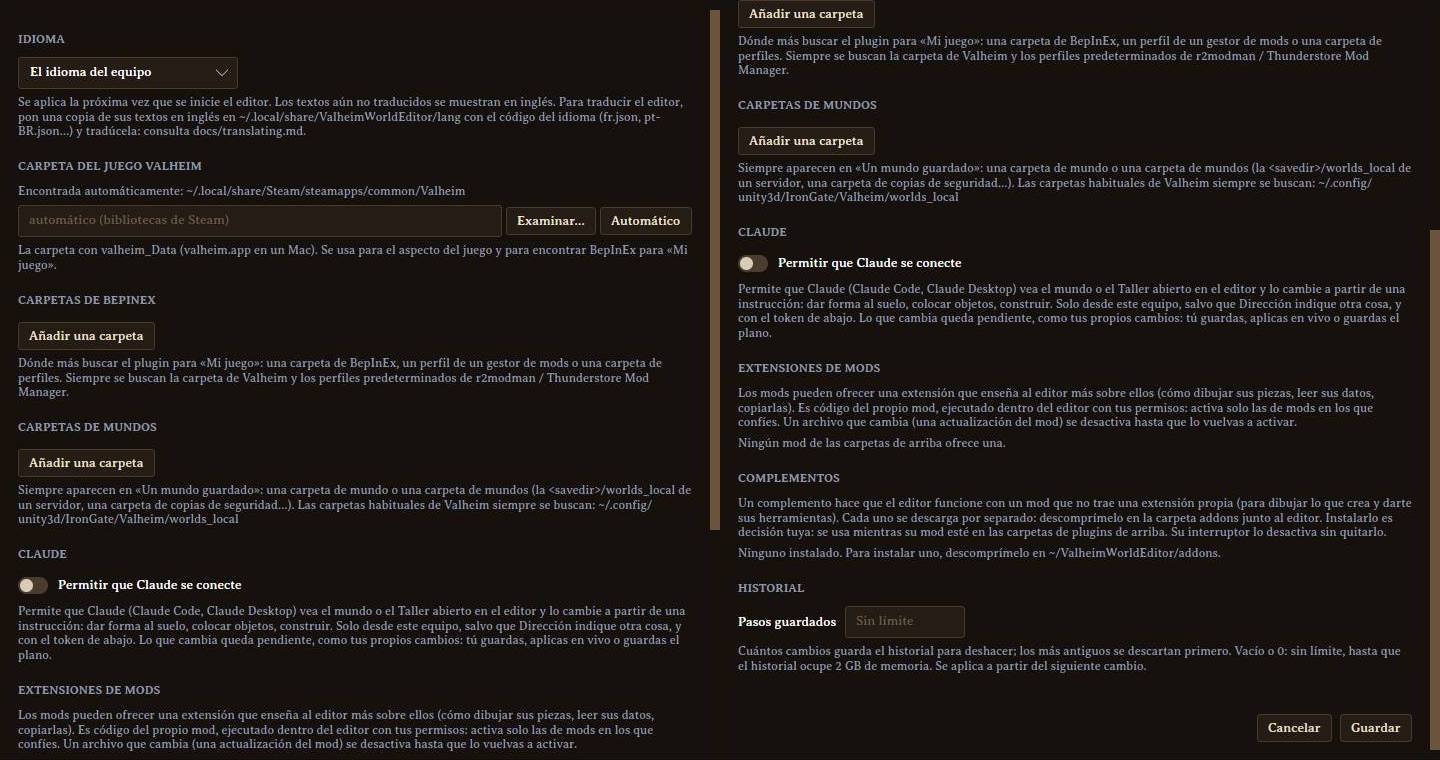 IDIOMA
El idioma del equipo
Se aplica la próxima vez que se inicie el editor. Los textos aún no traducidos se muestran en inglés. Para traducir el editor,
pon una copia de sus textos en inglés en ~/.local/share/ValheimWorldEditor/lang con el código del idioma (fr.json, pt-
BR.json...) y tradúcela: consulta docs/translating.md.
CARPETA DEL JUEGO VALHEIM
Encontrada automáticamente: ~/.local/share/Steam/steamapps/common/Valheim
automático (bibliotecas de Steam)
Examinar...
Automático
La carpeta con valheim_Data (valheim.app en un Mac). Se usa para el aspecto del juego y para encontrar BepInEx para «Mi
juego».
CARPETAS DE BEPINEX
Añadir una carpeta
Dónde más buscar el plugin para «Mi juego»: una carpeta de BepInEx, un perfil de un gestor de mods o una carpeta de
perfiles. Siempre se buscan la carpeta de Valheim y los perfiles predeterminados de r2modman / Thunderstore Mod
Manager.
CARPETAS DE MUNDOS
Añadir una carpeta
Siempre aparecen en «Un mundo guardado»: una carpeta de mundo o una carpeta de mundos (la <savedir>/worlds_local de
un servidor, una carpeta de copias de seguridad...). Las carpetas habituales de Valheim siempre se buscan: ~/.config/
unity3d/IronGate/Valheim/worlds_local
CLAUDE
Permitir que Claude se conecte
Permite que Claude (Claude Code, Claude Desktop) vea el mundo o el Taller abierto en el editor y lo cambie a partir de una
instrucción: dar forma al suelo, colocar objetos, construir. Solo desde este equipo, salvo que Dirección indique otra cosa, y
con el token de abajo. Lo que cambia queda pendiente, como tus propios cambios: tú guardas, aplicas en vivo o guardas el
plano.
EXTENSIONES DE MODS
Los mods pueden ofrecer una extensión que enseña al editor más sobre ellos (cómo dibujar sus piezas, leer sus datos,
copiarlas). Es código del propio mod, ejecutado dentro del editor con tus permisos: activa solo las de mods en los que
confíes. Un archivo que cambia (una actualización del mod) se desactiva hasta que lo vuelvas a activar.
Añadir una carpeta
Dónde más buscar el plugin para «Mi juego»: una carpeta de BepInEx, un perfil de un gestor de mods o una carpeta de
perfiles. Siempre se buscan la carpeta de Valheim y los perfiles predeterminados de r2modman / Thunderstore Mod
Manager.
CARPETAS DE MUNDOS
Añadir una carpeta
Siempre aparecen en «Un mundo guardado»: una carpeta de mundo o una carpeta de mundos (la <savedir>/worlds_local de
un servidor, una carpeta de copias de seguridad...). Las carpetas habituales de Valheim siempre se buscan: ~/.config/
unity3d/IronGate/Valheim/worlds_local
CLAUDE
Permitir que Claude se conecte
Permite que Claude (Claude Code, Claude Desktop) vea el mundo o el Taller abierto en el editor y lo cambie a partir de una
instrucción: dar forma al suelo, colocar objetos, construir. Solo desde este equipo, salvo que Dirección indique otra cosa, y
con el token de abajo. Lo que cambia queda pendiente, como tus propios cambios: tú guardas, aplicas en vivo o guardas el
plano.
EXTENSIONES DE MODS
Los mods pueden ofrecer una extensión que enseña al editor más sobre ellos (cómo dibujar sus piezas, leer sus datos,
copiarlas). Es código del propio mod, ejecutado dentro del editor con tus permisos: activa solo las de mods en los que
confíes. Un archivo que cambia (una actualización del mod) se desactiva hasta que lo vuelvas a activar.
Ningún mod de las carpetas de arriba ofrece una.
COMPLEMENTOS
Un complemento hace que el editor funcione con un mod que no trae una extensión propia (para dibujar lo que crea y darte
sus herramientas). Cada uno se descarga por separado: descomprímelo en la carpeta addons junto al editor. Instalarlo es
decisión tuya: se usa mientras su mod esté en las carpetas de plugins de arriba. Su interruptor lo desactiva sin quitarlo.
Ninguno instalado. Para instalar uno, descomprímelo en ~/ValheimWorldEditor/addons.
HISTORIAL
Pasos guardados
Sin límite
Cuántos cambios guarda el historial para deshacer; los más antiguos se descartan primero. Vacío o 0: sin límite, hasta que
el historial ocupe 2 GB de memoria. Se aplica a partir del siguiente cambio.
Cancelar
Guardar